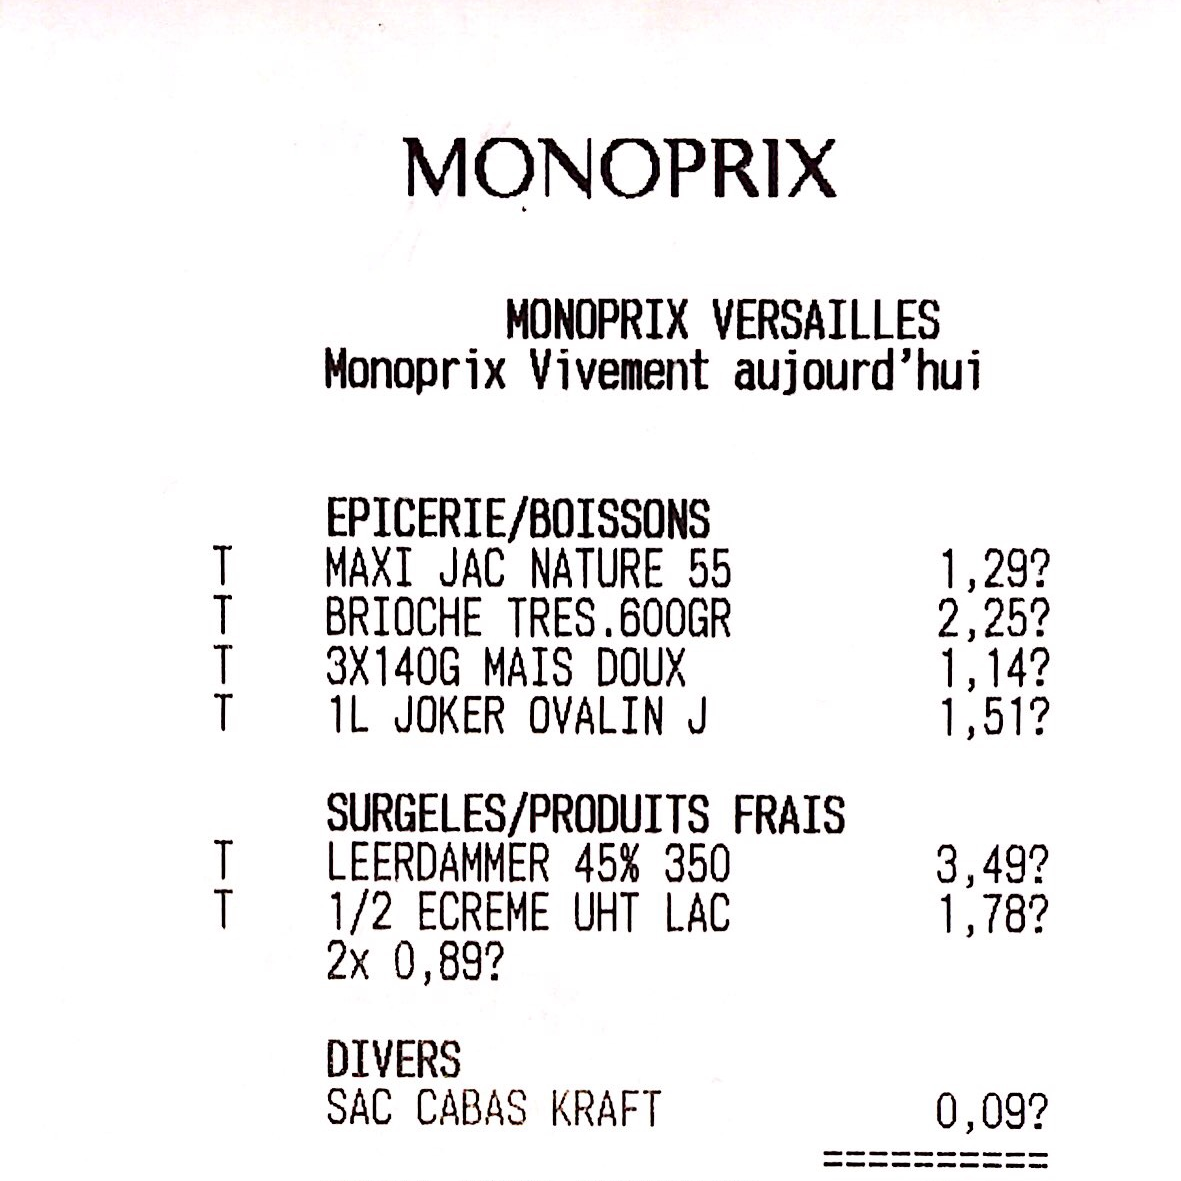 MONOPRIX
MONOPRIX VERSAILLES
Monoprix Vivement aujourd'hui
EPICERIE/BOISSONS
T MAXI JAC NATURE 55 1,29?
T BRIOCHE TRES.600GR 2,25?
T 3X140G MAIS DOUX 1,14?
T 1L JOKER OVALIN J 1,51?
SURGELES/PRODUITS FRAIS
T LEERDAMMER 45% 350 3,49?
T 1/2 ECREME UHT LAC 1,78?
2x 0,89?
DIVERS
SAC CABAS KRAFT 0,09?
==========